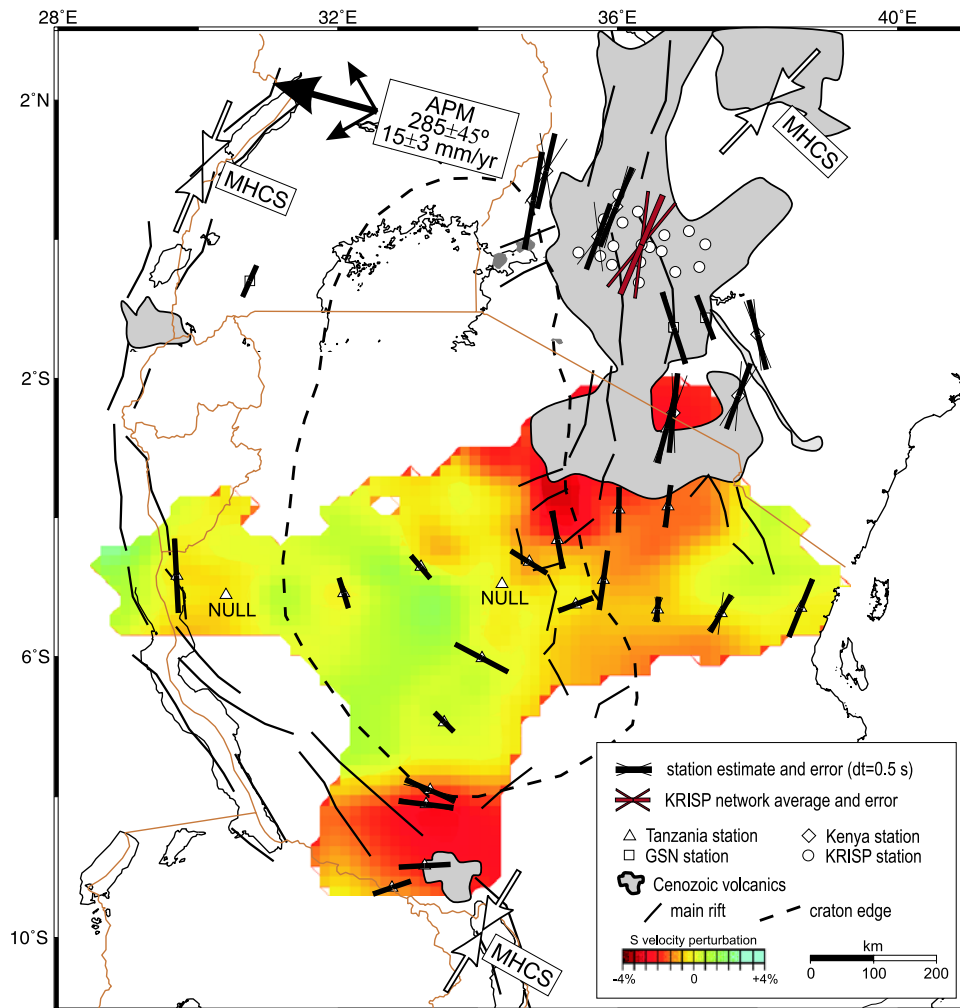 28°E 32°E 36°E 40°E
2°N
APM
285±45°
15±3 mm/yr
MHCS
MHCS
2°S
NULL
NULL
6°S
station estimate and error (dt=0.5 s)
KRISP network average and error
Tanzania station Kenya station
GSN station KRISP station
Cenozoic volcanics
main rift craton edge
S velocity perturbation km
-4% 0 +4% 0 100 200
10°S
MHCS